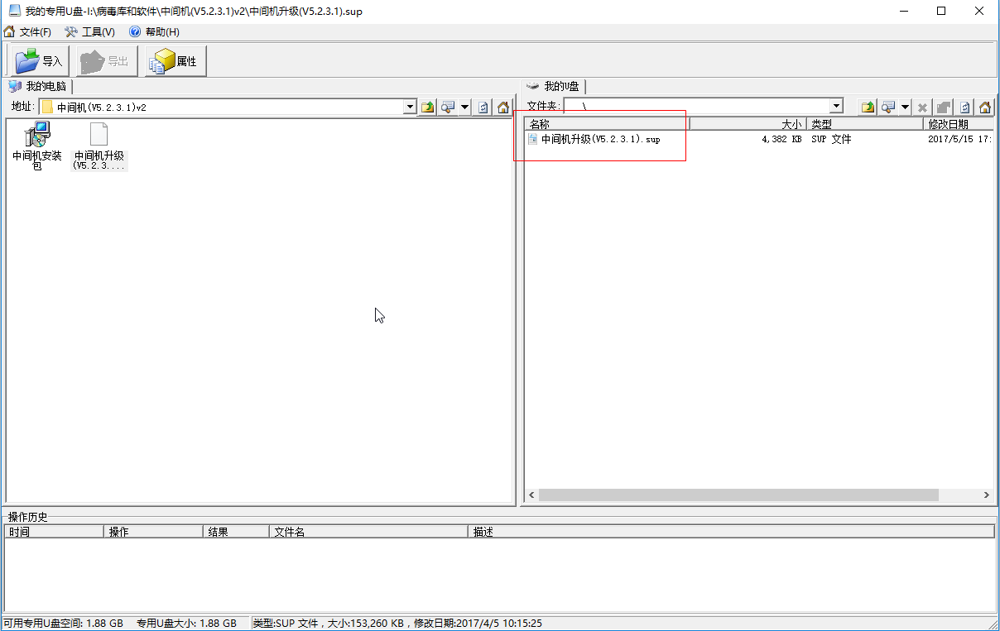 我的专用U盘-I:\病毒库和软件\中间机(V5.2.3.1)v2\中间机升级(V5.2.3.1).sup
文件(F) 工具(V) 帮助(H)
导入 导出 属性
我的电脑
地址: 中间机(V5.2.3.1)v2
中间机安装
包
中间机升级
(V5.2.3....
我的U盘
文件夹: \
名称 大小 类型 修改日期
中间机升级(V5.2.3.1).sup 4,382 KB SUP 文件 2017/5/15 17:
操作历史
时间 操作 结果 文件名 描述
可用专用U盘空间: 1.88 GB 专用U盘大小: 1.88 GB 类型:SUP 文件，大小:153,260 KB，修改日期:2017/4/5 10:15:25